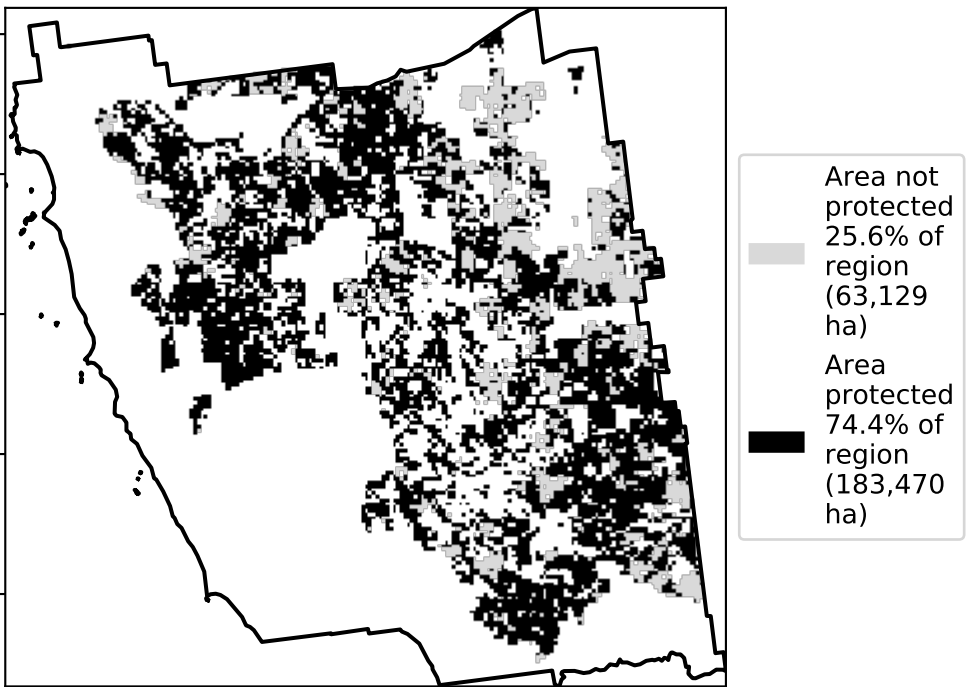 Area not
protected
25.6% of
region
(63,129
ha)
Area
protected
74.4% of
region
(183,470
ha)